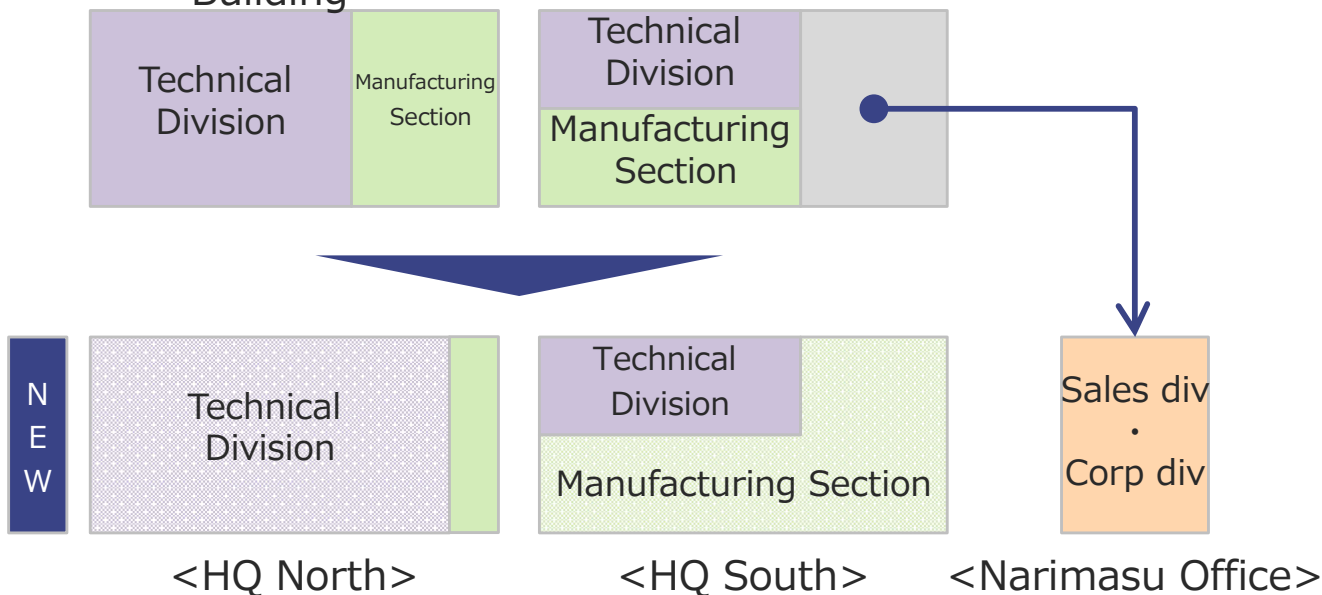 Building
Technical
Division
Manufacturing
Section
Technical
Division
Manufacturing
Section
N
E
W
Technical
Division
Technical
Division
Manufacturing Section
Sales div
・
Corp div
<HQ North>
<HQ South>
<Narimasu Office>